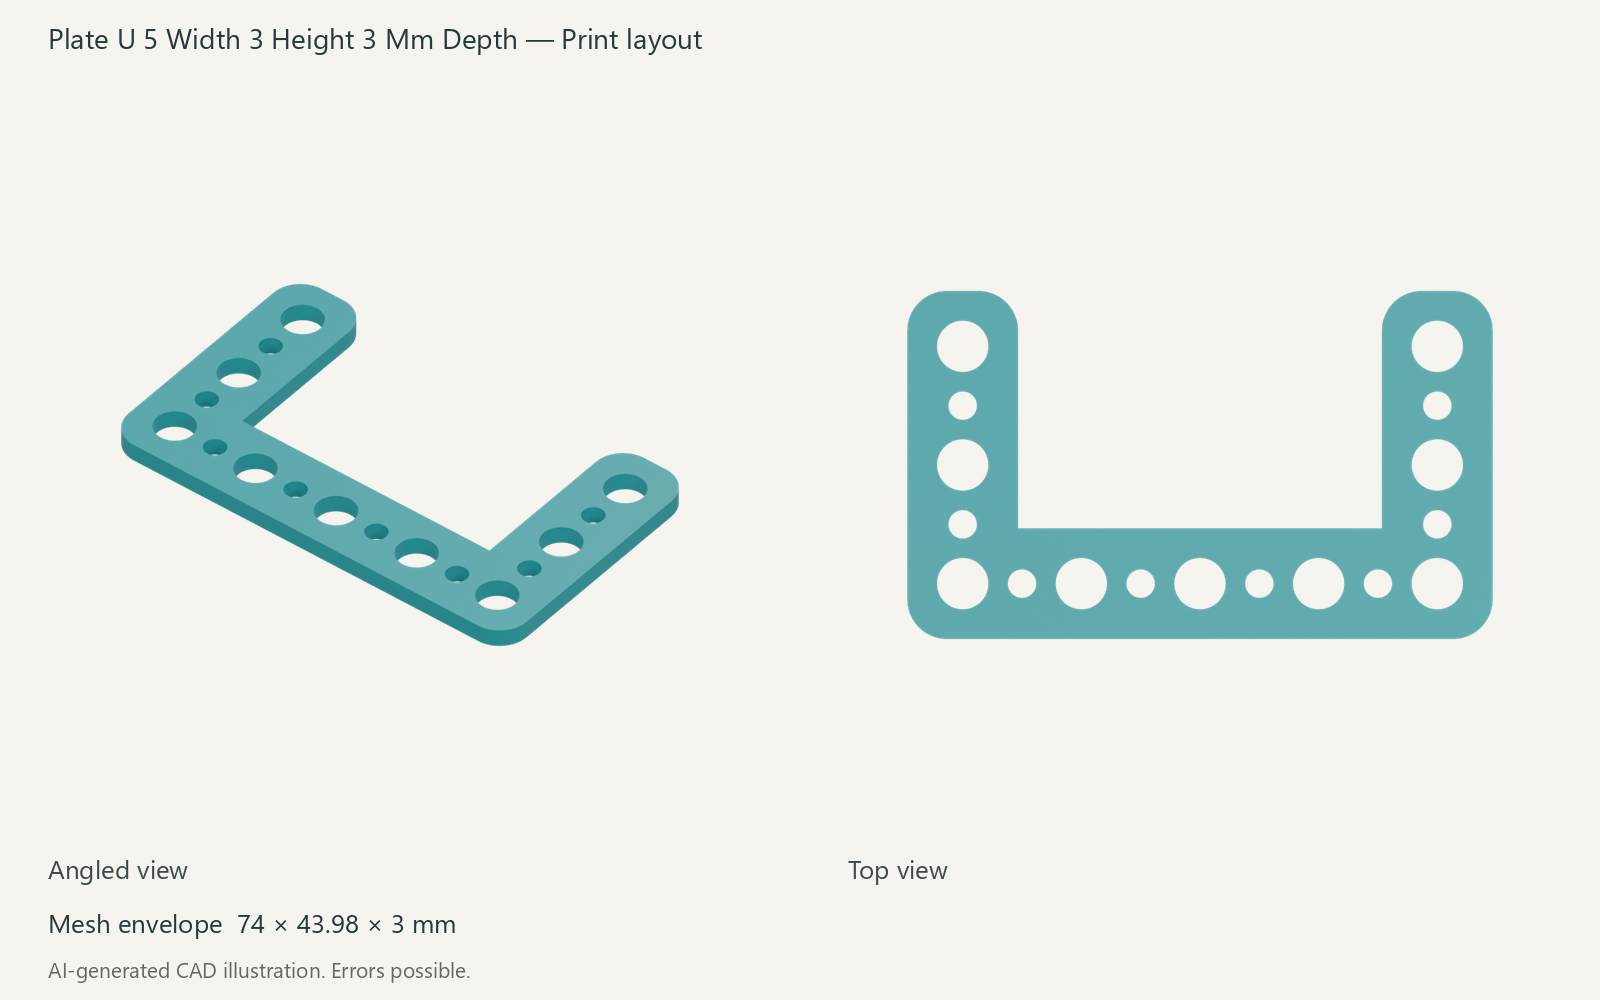 Plate U 5 Width 3 Height 3 Mm Depth — Print layout
Angled view
Top view
Mesh envelope 74 × 43.98 × 3 mm
AI-generated CAD illustration. Errors possible.